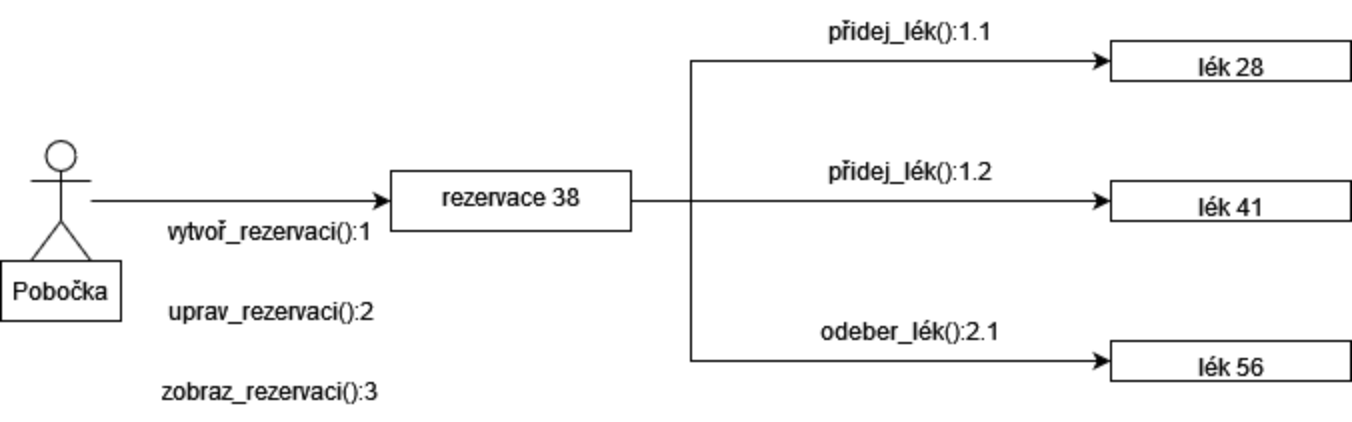 přidej_lék():1.1
lék 28
přidej_lék():1.2
rezervace 38
lék 41
vytvoř_rezervaci():1
Pobočka
uprav_rezervaci():2
odeber_lék():2.1
lék 56
zobraz_rezervaci():3